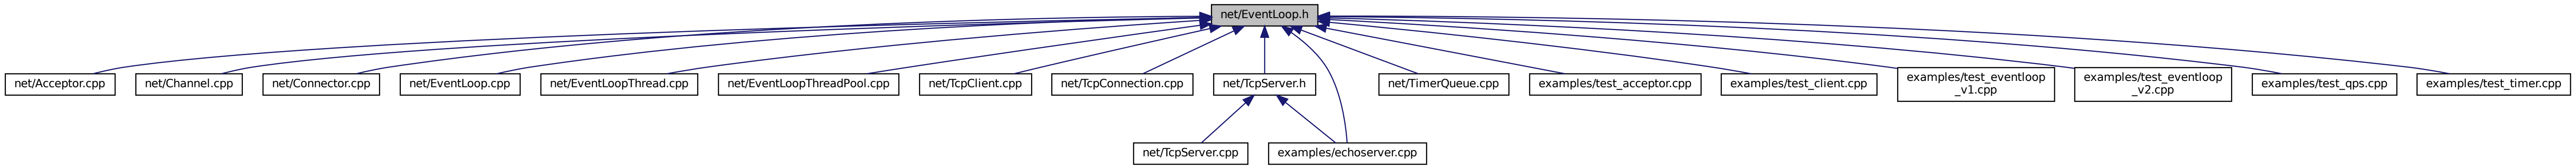 net/EventLoop.h
net/Acceptor.cpp
net/Channel.cpp
net/Connector.cpp
net/EventLoop.cpp
net/EventLoopThread.cpp
net/EventLoopThreadPool.cpp
net/TcpClient.cpp
net/TcpConnection.cpp
net/TcpServer.h
net/TimerQueue.cpp
examples/test_acceptor.cpp
examples/test_client.cpp
examples/test_eventloop
_v1.cpp
examples/test_eventloop
_v2.cpp
examples/test_qps.cpp
examples/test_timer.cpp
net/TcpServer.cpp
examples/echoserver.cpp